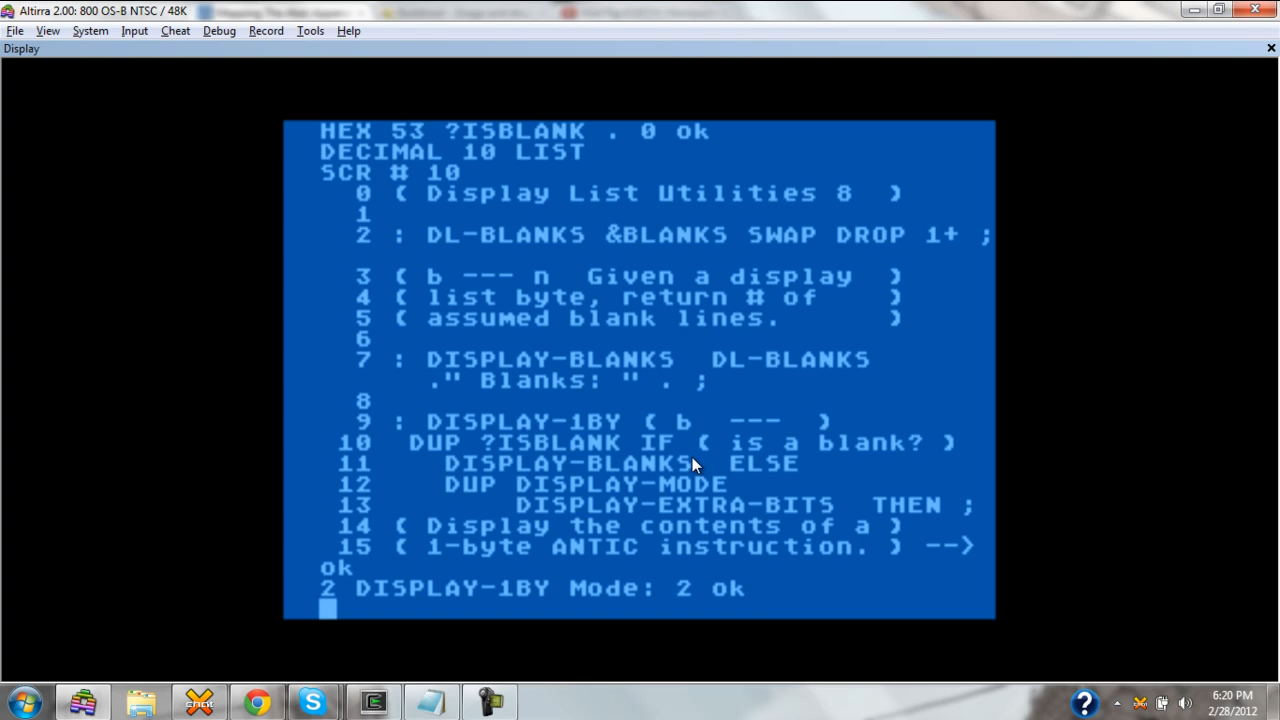 Altirra 2.00: 800 OS-B NTSC / 48K
File View System Input Cheat Debug Record Tools Help
Display
HEX 53 ?ISBLANK . 0 ok
DECIMAL 10 LIST
SCR # 10
0 ( Display List Utilities 8 )
1
2 : DL-BLANKS &BLANKS SWAP DROP 1+ ;
3 ( b --- n Given a display )
4 ( list byte, return # of )
5 ( assumed blank lines. )
6
7 : DISPLAY-BLANKS DL-BLANKS
." Blanks: " . ;
8
9 : DISPLAY-1BY ( b --- )
10 DUP ?ISBLANK IF ( is a blank? )
11 DISPLAY-BLANKS ELSE
12 DUP DISPLAY-MODE
13 DISPLAY-EXTRA-BITS THEN ;
14 ( Display the contents of a )
15 ( 1-byte ANTIC instruction. ) -->
ok
2 DISPLAY-1BY Mode: 2 ok
6:20 PM
2/28/2012